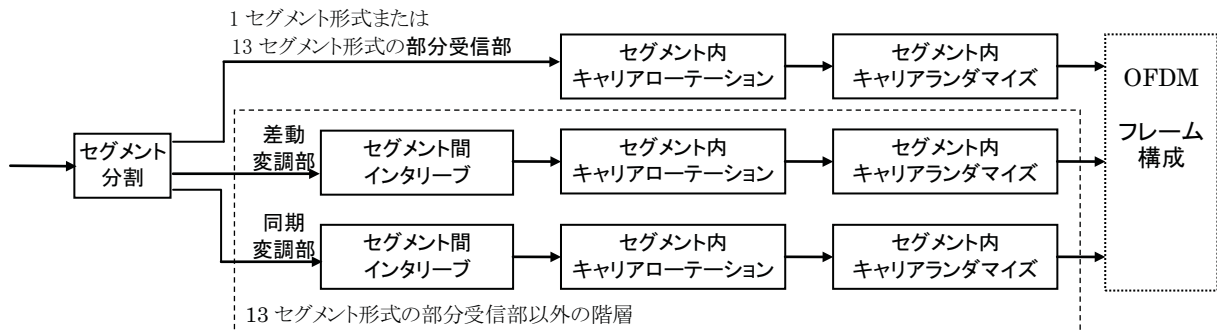 1 セグメント形式または
13 セグメント形式の部分受信部
セグメント内
キャリアローテーション
セグメント内
キャリアランダマイズ
OFDM
フレーム
構成
セグメント
分割
差動
変調部
セグメント間
インタリーブ
セグメント内
キャリアローテーション
セグメント内
キャリアランダマイズ
同期
変調部
セグメント間
インタリーブ
セグメント内
キャリアローテーション
セグメント内
キャリアランダマイズ
13 セグメント形式の部分受信部以外の階層